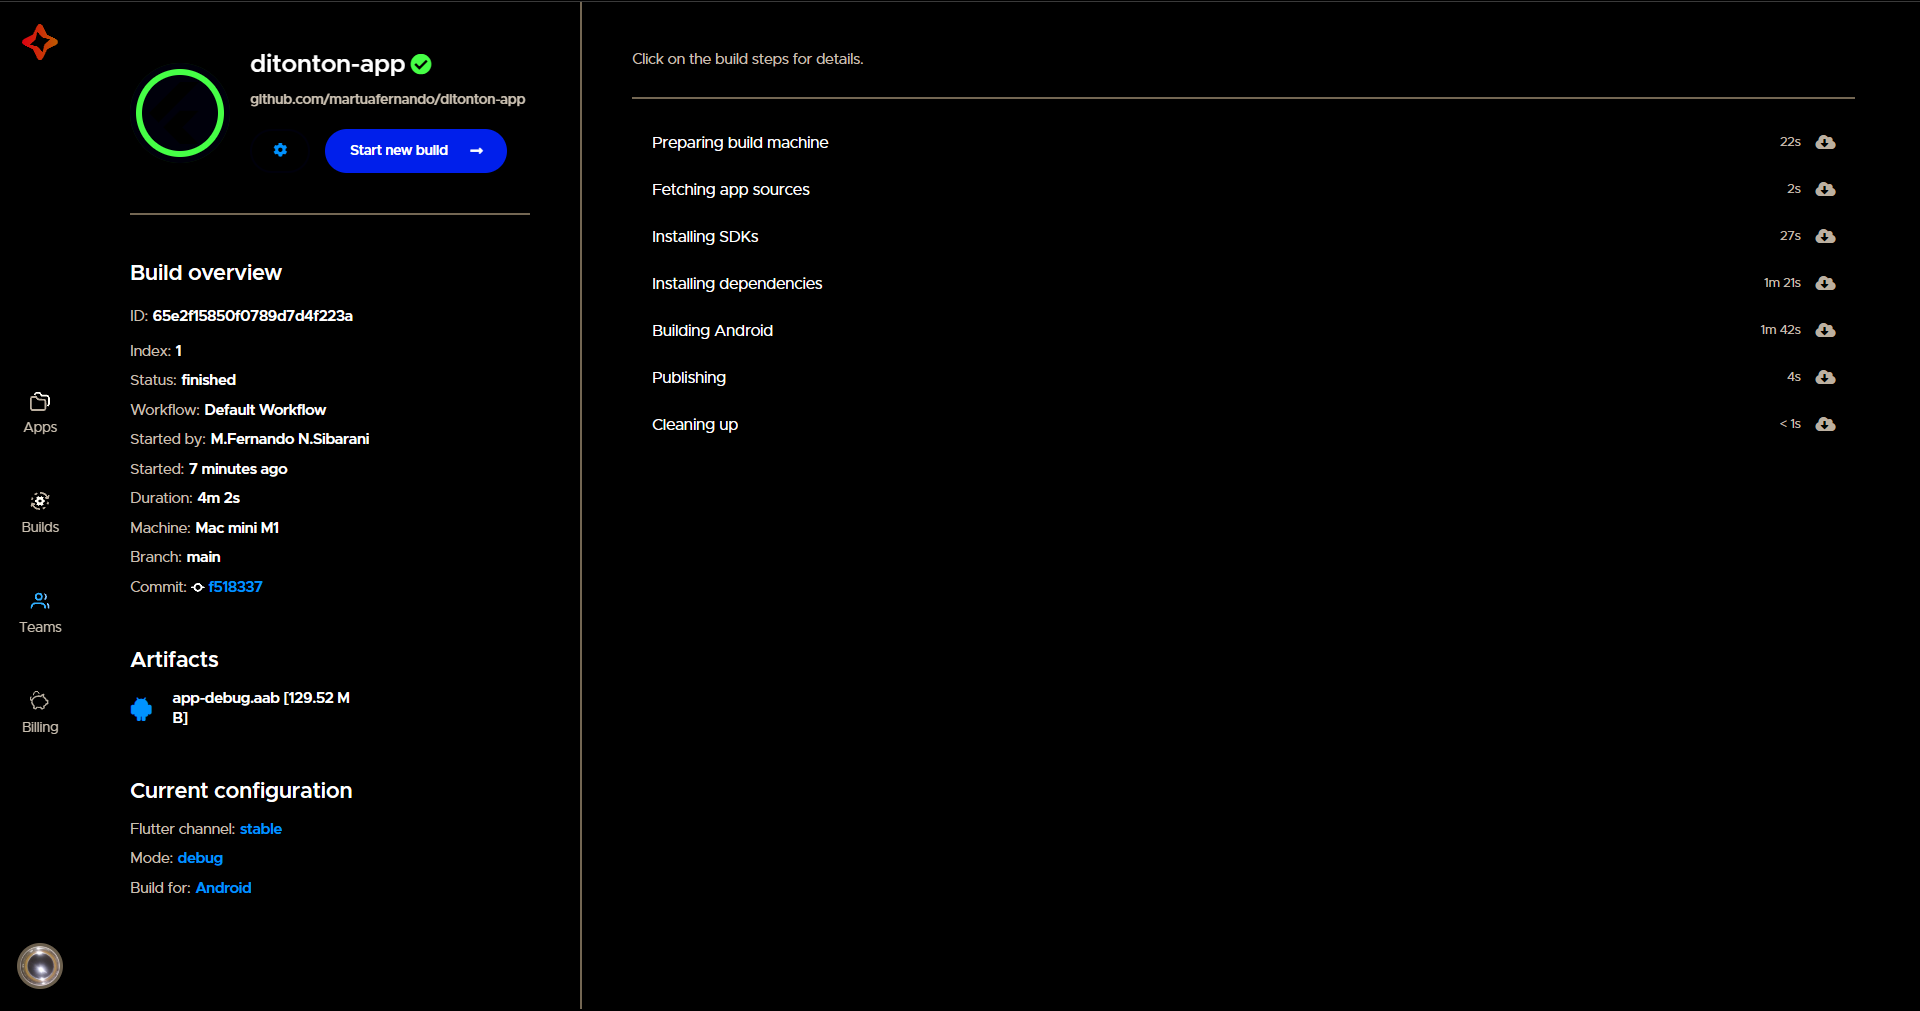 ditonton-app
github.com/martuafernando/ditonton-app
Start new build
Build overview
ID: 65e2f15850f0789d7d4f223a
Index: 1
Status: finished
Workflow: Default Workflow
Started by: M.Fernando N.Sibarani
Started: 7 minutes ago
Duration: 4m 2s
Machine: Mac mini M1
Branch: main
Commit: f518337
Artifacts
app-debug.aab [129.52 M
B]
Current configuration
Flutter channel: stable
Mode: debug
Build for: Android
Apps
Builds
Teams
Billing
Click on the build steps for details.
Preparing build machine 22s
Fetching app sources 2s
Installing SDKs 27s
Installing dependencies 1m 21s
Building Android 1m 42s
Publishing 4s
Cleaning up < 1s